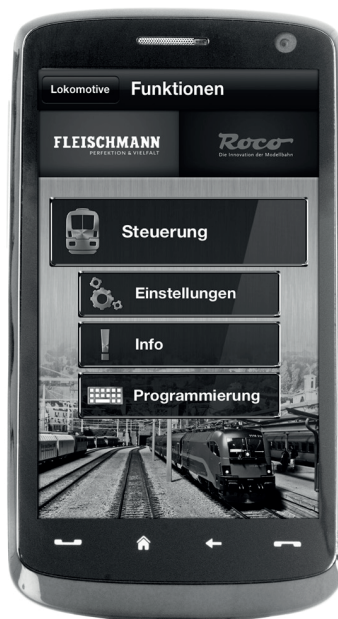 Lokomotive Funktionen
FLEISCHMANN
PERFEKTION & VIELFALT
Roco
Die Innovation der Modellbahn
Steuerung
Einstellungen
Info
Programmierung